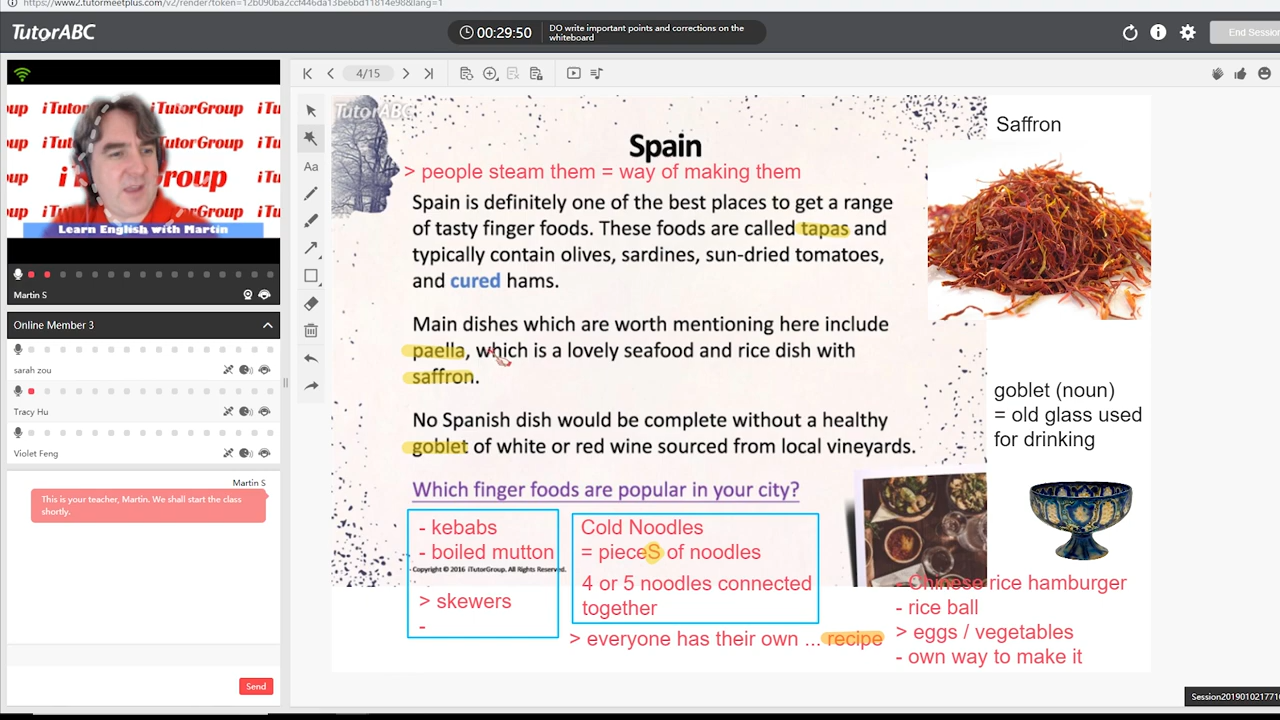 https://www2.tutormeetplus.com/v2/render?token=12b090ba2ccf446da13be6bd11814e98&lang=1
TutorABC
00:29:50
DO write important points and corrections on the
whiteboard
End Session
4/15
iTutorGroup
Learn English with Martin
Martin S
Online Member 3
sarah zou
Tracy Hu
Violet Feng
Martin S
This is your teacher, Martin. We shall start the class
shortly.
Send
Aa
TutorABC
Spain
> people steam them = way of making them
Spain is definitely one of the best places to get a range
of tasty finger foods. These foods are called tapas and
typically contain olives, sardines, sun-dried tomatoes,
and cured hams.
Main dishes which are worth mentioning here include
paella, which is a lovely seafood and rice dish with
saffron.
No Spanish dish would be complete without a healthy
goblet of white or red wine sourced from local vineyards.
Which finger foods are popular in your city?
- kebabs
- boiled mutton
Copyright © 2016 iTutorGroup. All Rights Reserved.
> skewers
-
Cold Noodles
= pieceS of noodles
4 or 5 noodles connected
together
> everyone has their own ... recipe
Saffron
goblet (noun)
= old glass used
for drinking
- Chinese rice hamburger
- rice ball
> eggs / vegetables
- own way to make it